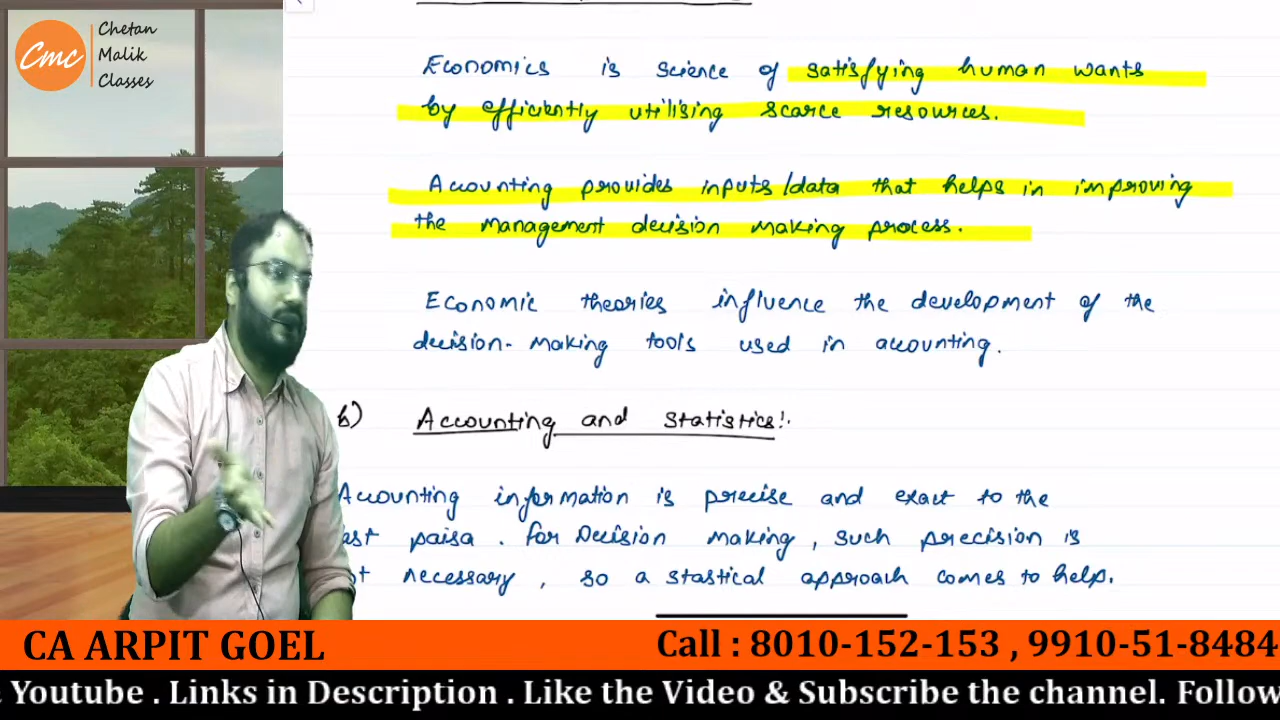 Cmc
Chetan
Malik
Classes
Economics is science of satisfying human wants
by efficiently utilising scarce resources.
Accounting provides inputs/data that helps in improving
the management decision making process.
Economic theories influence the development of the
decision-making tools used in accounting.
b) Accounting and Statistics:
Accounting information is precise and exact to the
ast paisa. For Decision making, such precision is
t necessary, so a stastical approach comes to help.
CA ARPIT GOEL
Call : 8010-152-153 , 9910-51-8484
Youtube . Links in Description . Like the Video & Subscribe the channel. Follow